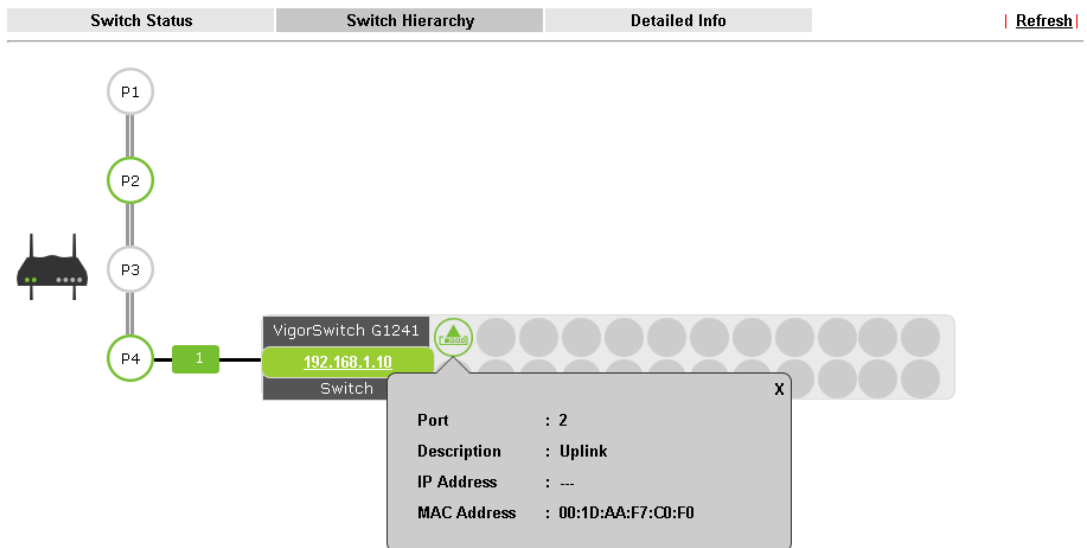 Switch Status Switch Hierarchy Detailed Info | Refresh |
P1
P2
P3
P4 1
VigorSwitch G1241
192.168.1.10
Switch
X
Port : 2
Description : Uplink
IP Address : ---
MAC Address : 00:1D:AA:F7:C0:F0